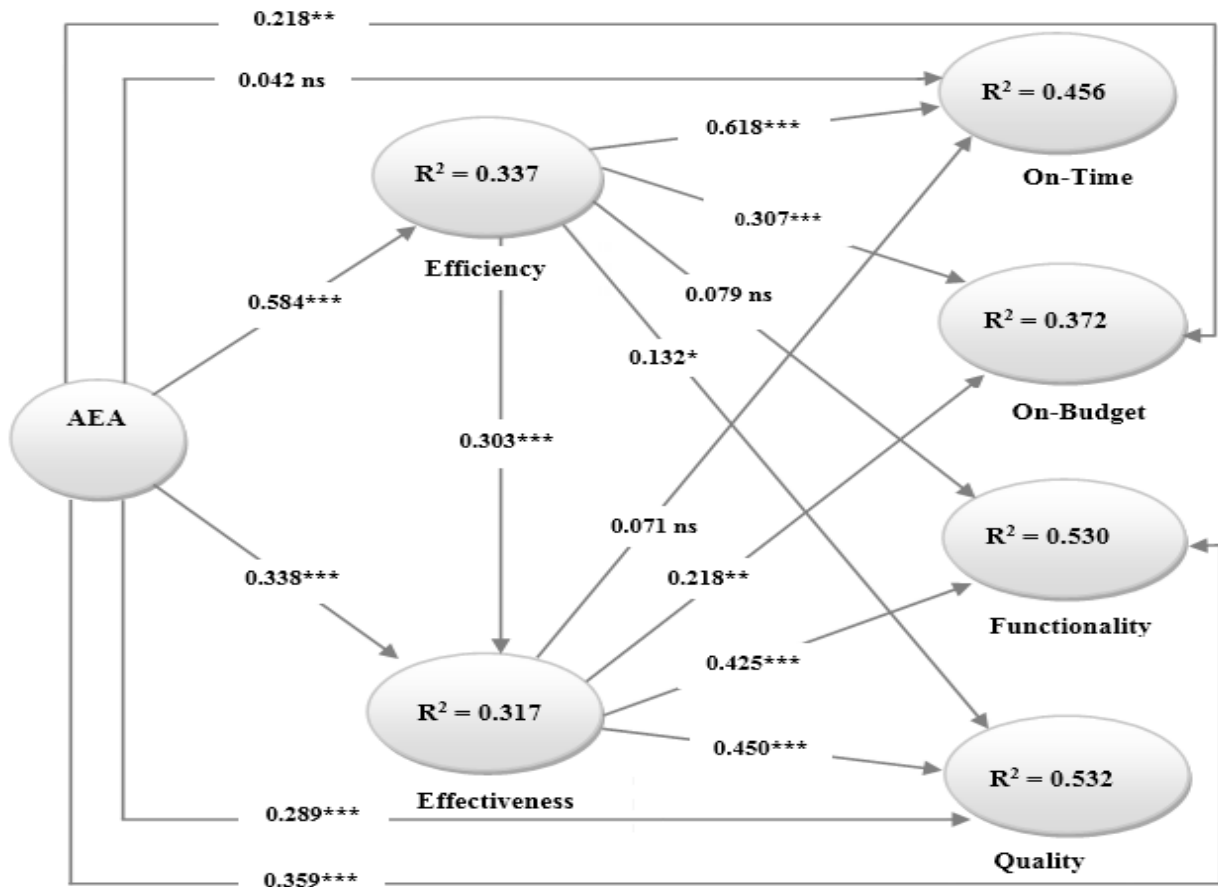 0.218**
0.042 ns
R² = 0.456
0.618***
On-Time
R² = 0.337
0.307***
Efficiency
0.584***
0.079 ns
R² = 0.372
0.132*
On-Budget
AEA
0.303***
0.071 ns
R² = 0.530
0.338***
0.218**
Functionality
0.425***
R² = 0.317
0.450***
R² = 0.532
Effectiveness
0.289***
Quality
0.359***